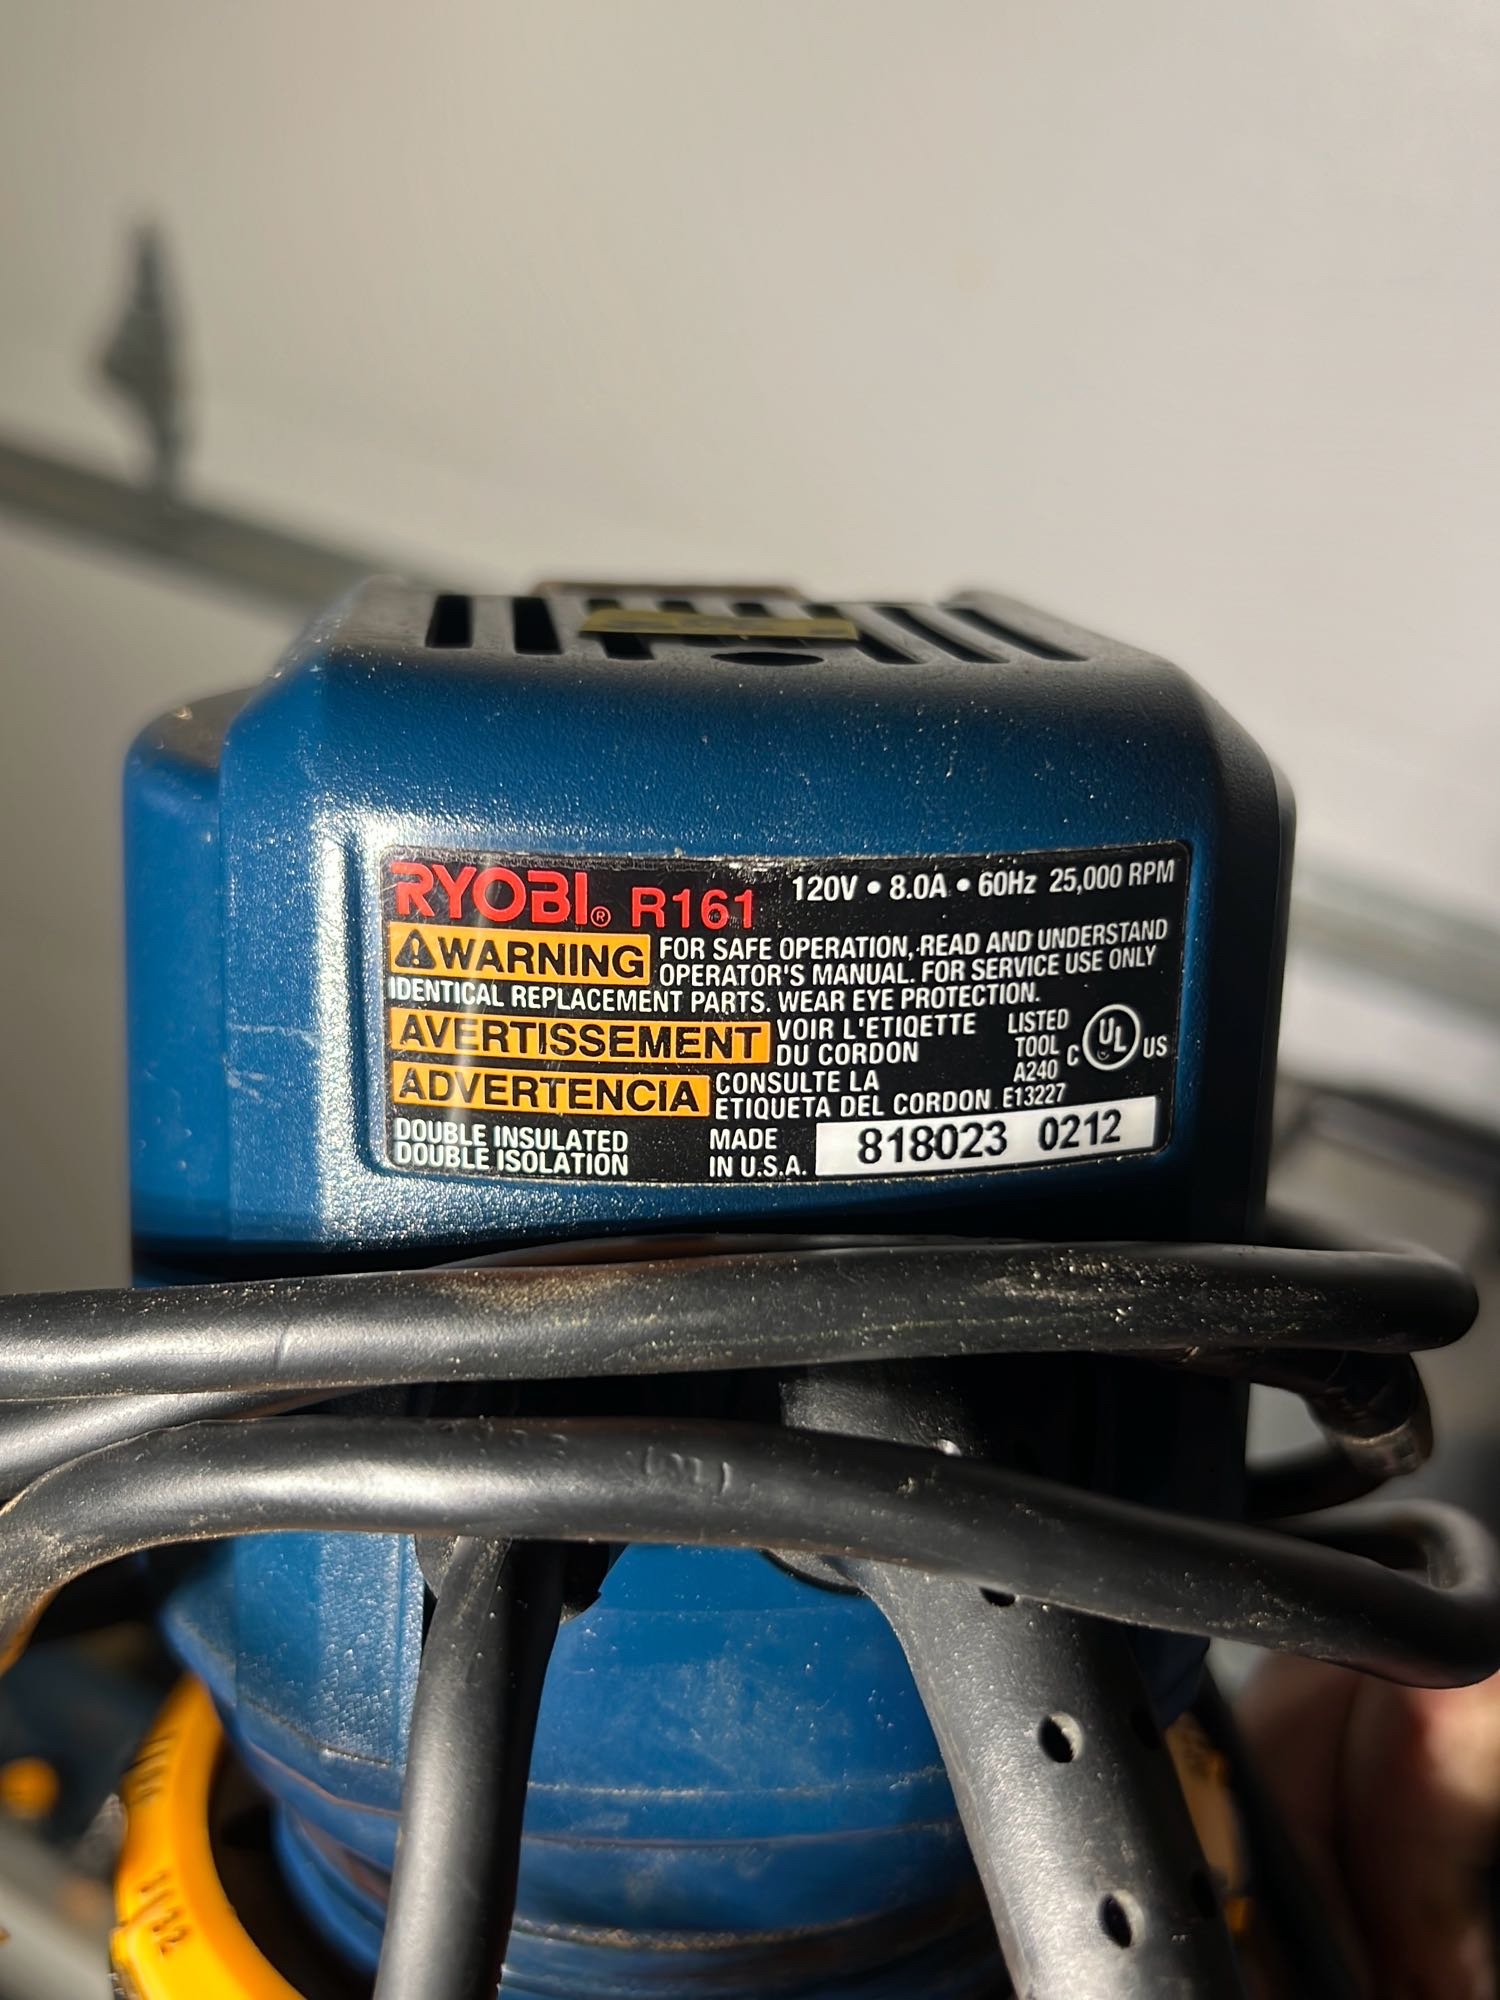 RYOBI® R161 120V • 8.0A • 60Hz 25,000 RPM
⚠WARNING FOR SAFE OPERATION, READ AND UNDERSTAND
OPERATOR'S MANUAL. FOR SERVICE USE ONLY
IDENTICAL REPLACEMENT PARTS. WEAR EYE PROTECTION.
AVERTISSEMENT VOIR L'ETIQETTE
DU CORDON
ADVERTENCIA CONSULTE LA
ETIQUETA DEL CORDON
LISTED
TOOL
A240
E13227
C UL US
DOUBLE INSULATED
DOUBLE ISOLATION
MADE
IN U.S.A.
818023 0212